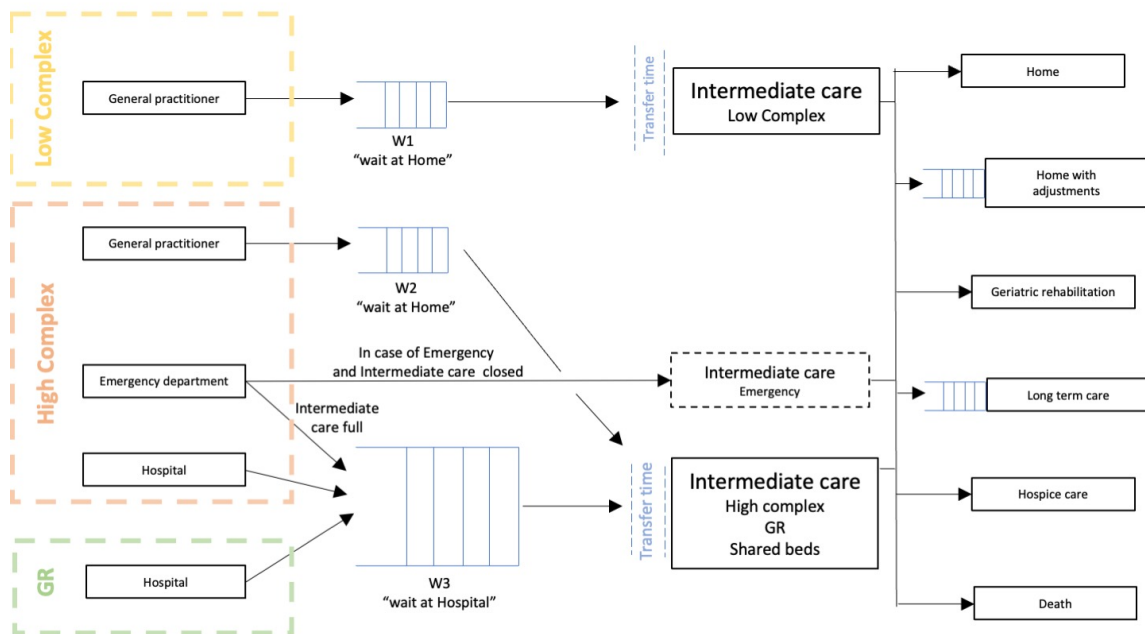 Low Complex
General practitioner
W1
“wait at Home”
Transfer time
Intermediate care
Low Complex
Home
Home with
adjustments
High Complex
General practitioner
W2
“wait at Home”
Geriatric rehabilitation
In case of Emergency
and Intermediate care closed
Emergency department
Intermediate care
Emergency
Long term care
Intermediate
care full
Hospital
Transfer time
Intermediate care
High complex
GR
Shared beds
Hospice care
GR
Hospital
W3
“wait at Hospital”
Death